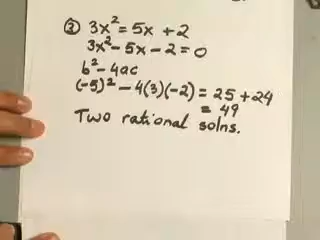 ③ 3x² = 5x + 2
3x² - 5x - 2 = 0
b² - 4ac
(-5)² - 4(3)(-2) = 25 + 24
= 49
Two rational solns.